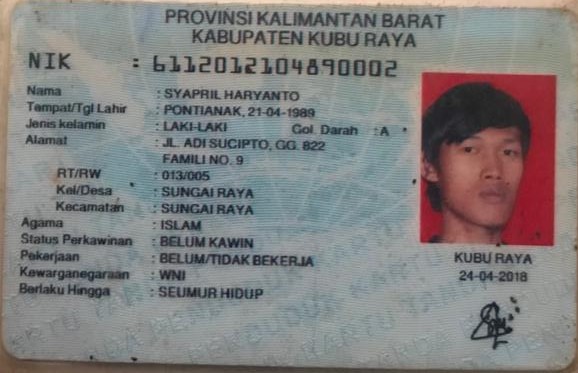 PROVINSI KALIMANTAN BARAT
KABUPATEN KUBU RAYA
NIK : 6112012104890002
Nama : SYAPRIL HARYANTO
Tempat/Tgl Lahir : PONTIANAK, 21-04-1989
Jenis kelamin : LAKI-LAKI Gol. Darah : A
Alamat : JL. ADI SUCIPTO, GG. 822
FAMILI NO. 9
RT/RW : 013/005
Kel/Desa : SUNGAI RAYA
Kecamatan : SUNGAI RAYA
Agama : ISLAM
Status Perkawinan : BELUM KAWIN
Pekerjaan : BELUM/TIDAK BEKERJA
Kewarganegaraan : WNI
Berlaku Hingga : SEUMUR HIDUP
KUBU RAYA
24-04-2018